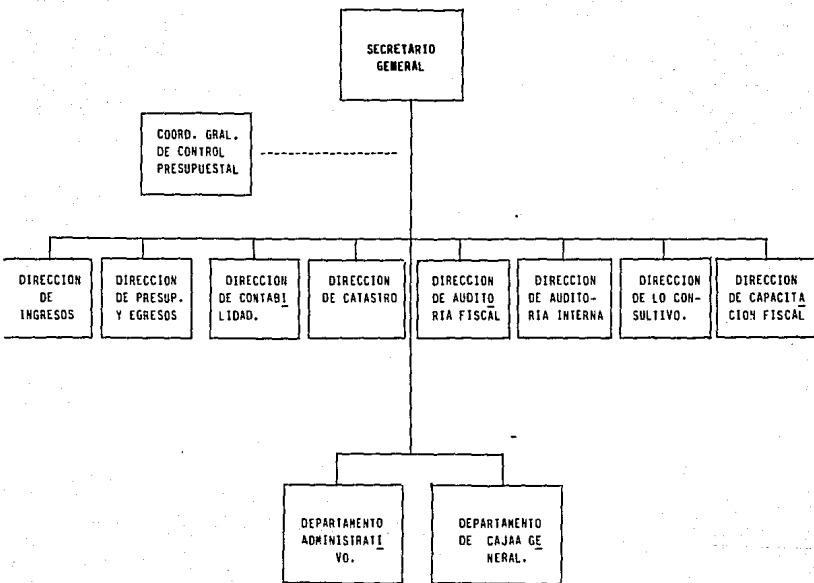 SECRETARIO
GENERAL
COORD. GRAL.
DE CONTROL
PRESUPUESTAL
DIRECCION
DE
INGRESOS
DIRECCION
DE PRESUP.
Y EGRESOS
DIRECCION
DE CONTABI
LIDAD.
DIRECCION
DE CATASTRO
DIRECCION
DE AUDITO
RIA FISCAL
DIRECCION
DE AUDITO-
RIA INTERNA
DIRECCION
DE LO CON-
SULTIVO.
DIRECCION
DE CAPACITA
CION FISCAL
DEPARTAMENTO
ADMINISTRATI
VO.
DEPARTAMENTO
DE CAJAA GE
NERAL.